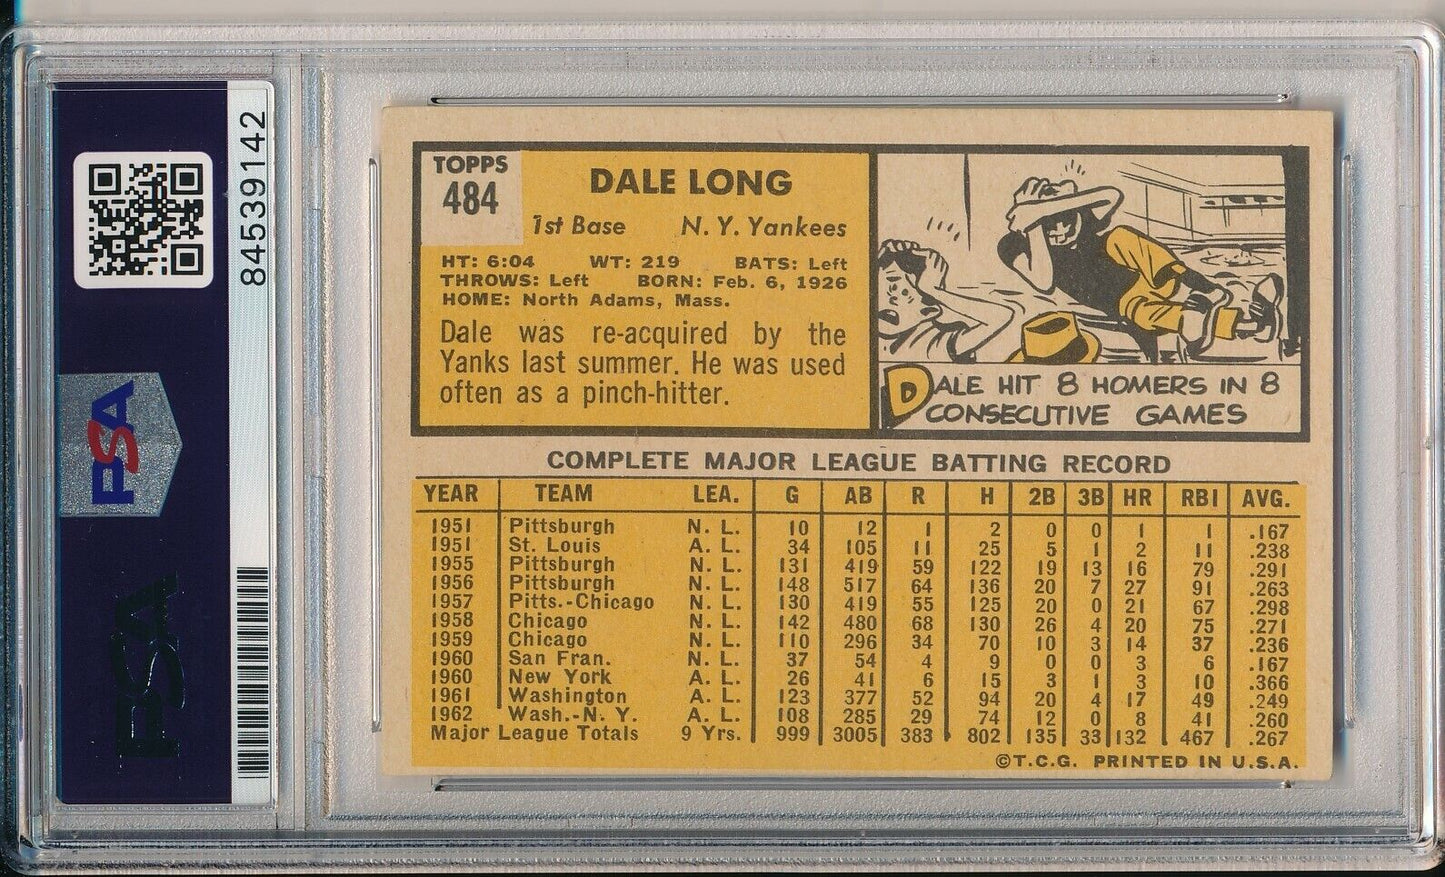 84539142
PSA
PSA
TOPPS
484
DALE LONG
1st Base N. Y. Yankees
HT: 6:04 WT: 219 BATS: Left
THROWS: Left BORN: Feb. 6, 1926
HOME: North Adams, Mass.
Dale was re-acquired by the
Yanks last summer. He was used
often as a pinch-hitter.
DALE HIT 8 HOMERS IN 8
CONSECUTIVE GAMES
COMPLETE MAJOR LEAGUE BATTING RECORD
YEAR TEAM LEA. G AB R H 2B 3B HR RBI AVG.
1951 Pittsburgh N. L. 10 12 1 2 0 0 1 1 .167
1951 St. Louis A. L. 34 105 11 25 5 1 2 11 .238
1955 Pittsburgh N. L. 131 419 59 122 19 13 16 79 .291
1956 Pittsburgh N. L. 148 517 64 136 20 7 27 91 .263
1957 Pitts.-Chicago N. L. 130 419 55 125 20 0 21 67 .298
1958 Chicago N. L. 142 480 68 130 26 4 20 75 .271
1959 Chicago N. L. 110 296 34 70 10 3 14 37 .236
1960 San Fran. N. L. 37 54 4 9 0 0 3 6 .167
1960 New York A. L. 26 41 6 15 3 1 3 10 .366
1961 Washington A. L. 123 377 52 94 20 4 17 49 .249
1962 Wash.-N. Y. A. L. 108 285 29 74 12 0 8 41 .260
Major League Totals 9 Yrs. 999 3005 383 802 135 33 132 467 .267
©T.C.G. PRINTED IN U.S.A.